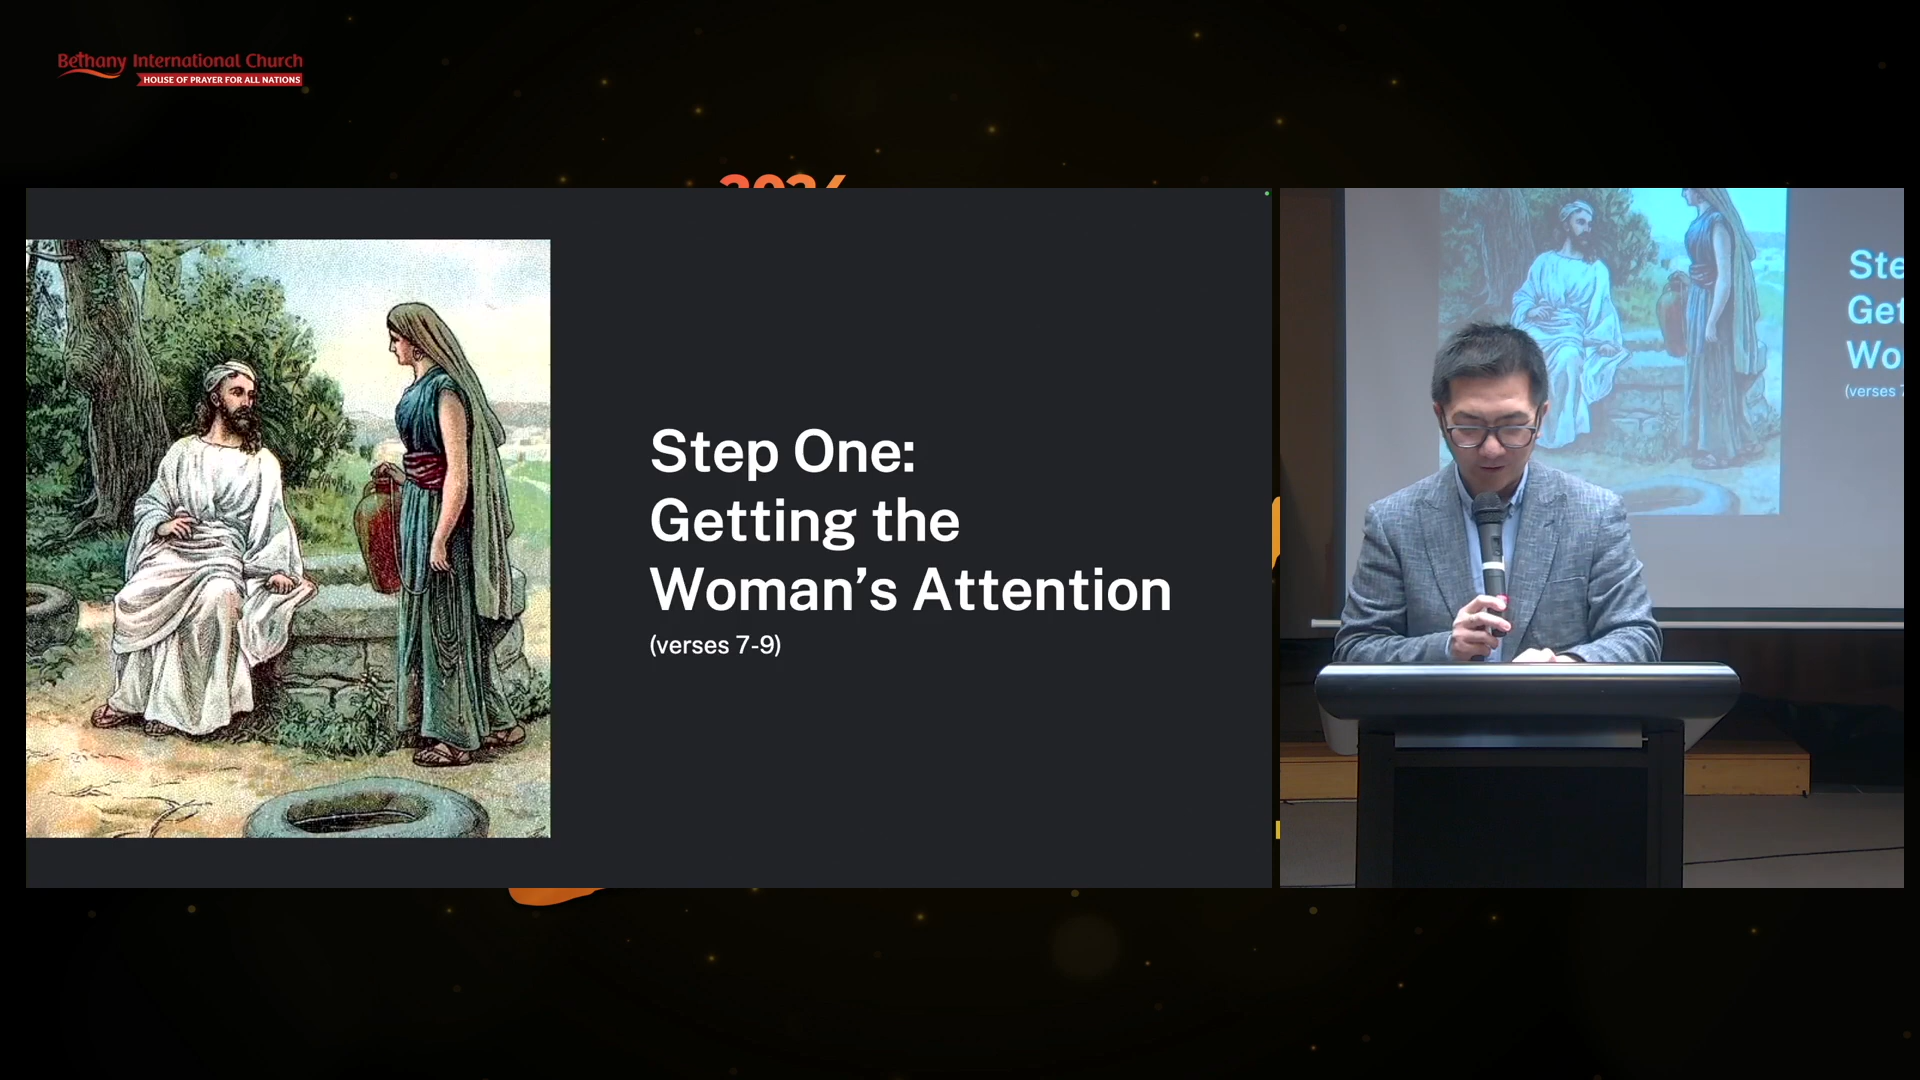 Bethany International Church
HOUSE OF PRAYER FOR ALL NATIONS
Step One:
Getting the
Woman’s Attention
(verses 7-9)
Ste
Get
Wo
(verses 7